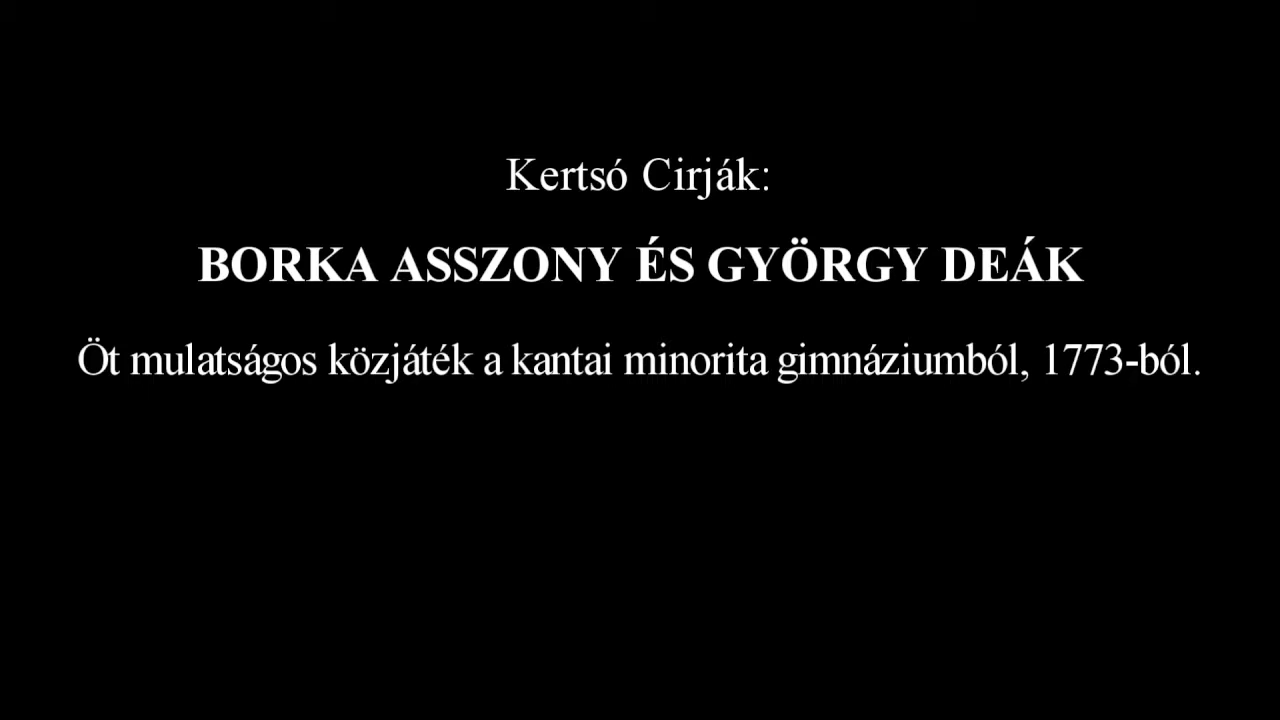 Kertsó Cirják:
BORKA ASSZONY ÉS GYÖRGY DEÁK
Öt mulatságos közjáték a kantai minorita gimnáziumból, 1773-ból.